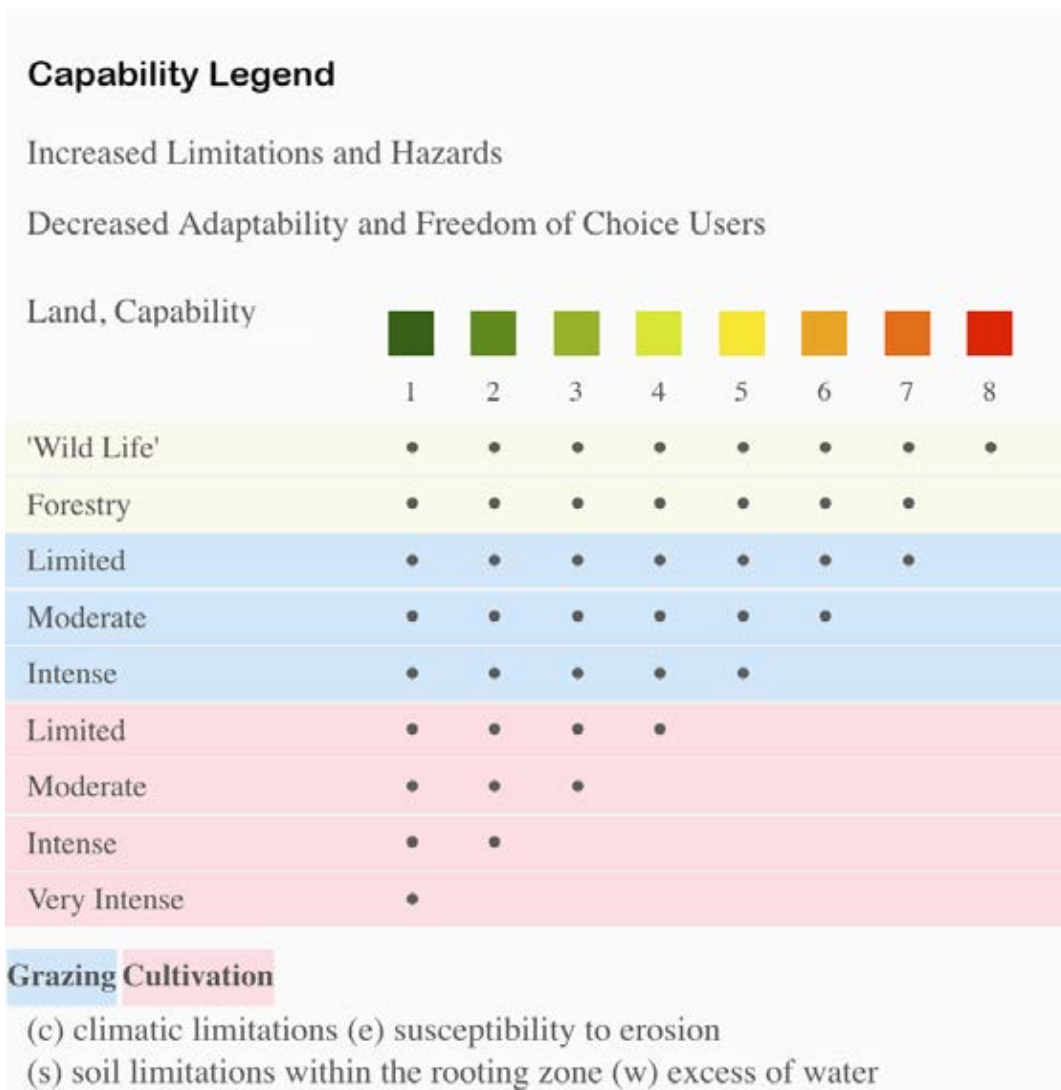 Capability Legend
Increased Limitations and Hazards
Decreased Adaptability and Freedom of Choice Users
Land, Capability
1 2 3 4 5 6 7 8
'Wild Life'
Forestry
Limited
Moderate
Intense
Limited
Moderate
Intense
Very Intense
Grazing Cultivation
(c) climatic limitations (e) susceptibility to erosion
(s) soil limitations within the rooting zone (w) excess of water